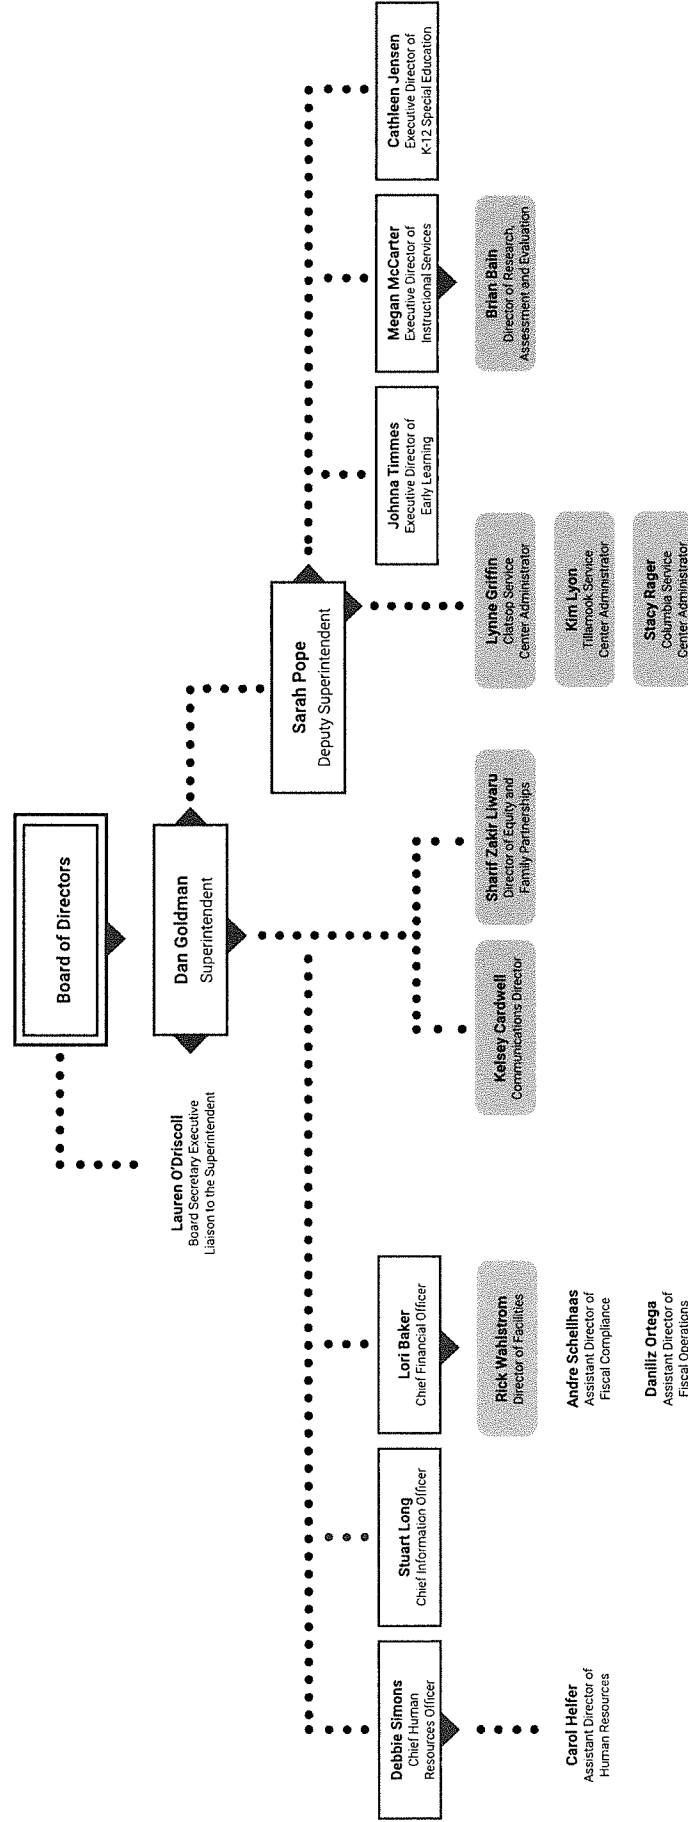 Board of Directors
Lauren O'Driscoll
Board Secretary Executive
Liaison to the Superintendent
Dan Goldman
Superintendent
Sarah Pope
Deputy Superintendent
Debbie Simons
Chief Human
Resources Officer
Stuart Long
Chief Information Officer
Lori Baker
Chief Financial Officer
Johnna Timmes
Executive Director of
Early Learning
Megan McCarter
Executive Director of
Instructional Services
Cathleen Jensen
Executive Director of
K-12 Special Education
Carol Helfer
Assistant Director of
Human Resources
Rick Wahlstrom
Director of Facilities
Andre Schellhaas
Assistant Director of
Fiscal Compliance
Daniliz Ortega
Assistant Director of
Fiscal Operations
Kelsey Cardwell
Communications Director
Sharif Zakir Liwaru
Director of Equity and
Family Partnerships
Lynne Griffin
Clatsop Service
Center Administrator
Kim Lyon
Tillamook Service
Center Administrator
Stacy Rager
Columbia Service
Center Administrator
Brian Bain
Director of Research,
Assessment and Evaluation